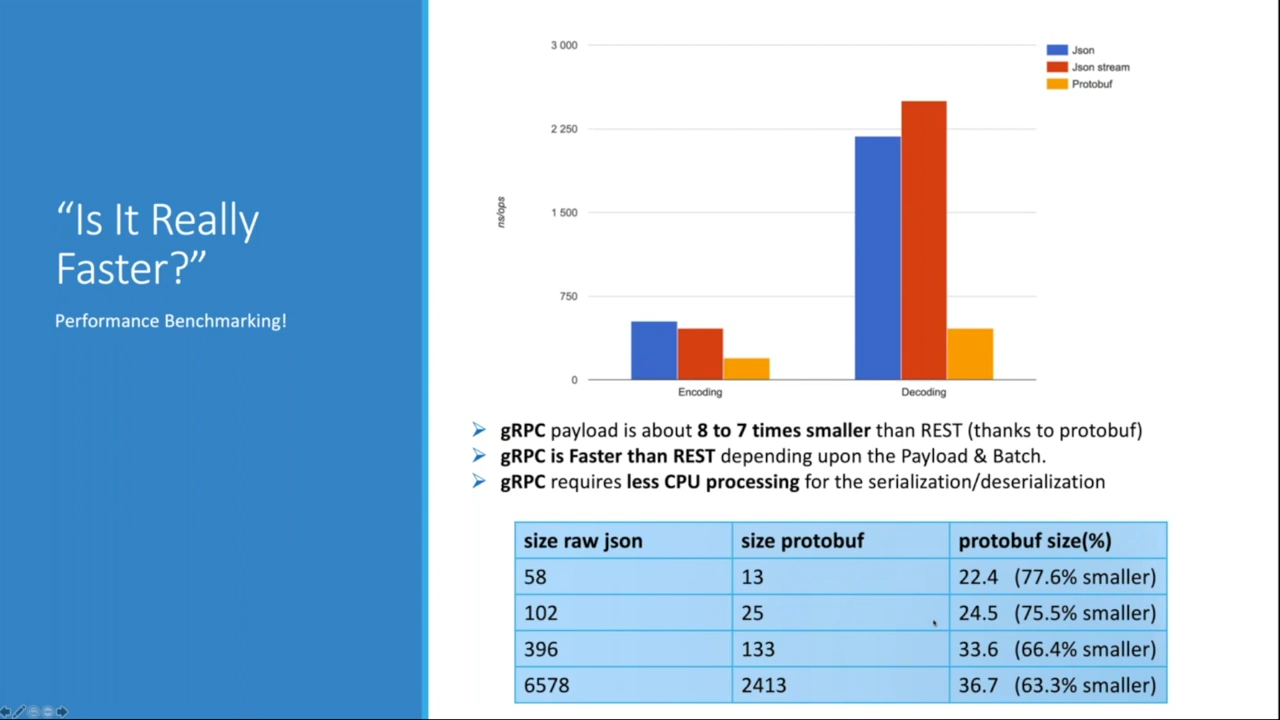 “Is It Really
Faster?”
Performance Benchmarking!
3 000
2 250
1 500
750
0
ns/ops
Encoding
Decoding
Json
Json stream
Protobuf
gRPC payload is about 8 to 7 times smaller than REST (thanks to protobuf)
gRPC is Faster than REST depending upon the Payload & Batch.
gRPC requires less CPU processing for the serialization/deserialization
size raw json size protobuf protobuf size(%)
58 13 22.4 (77.6% smaller)
102 25 24.5 (75.5% smaller)
396 133 33.6 (66.4% smaller)
6578 2413 36.7 (63.3% smaller)